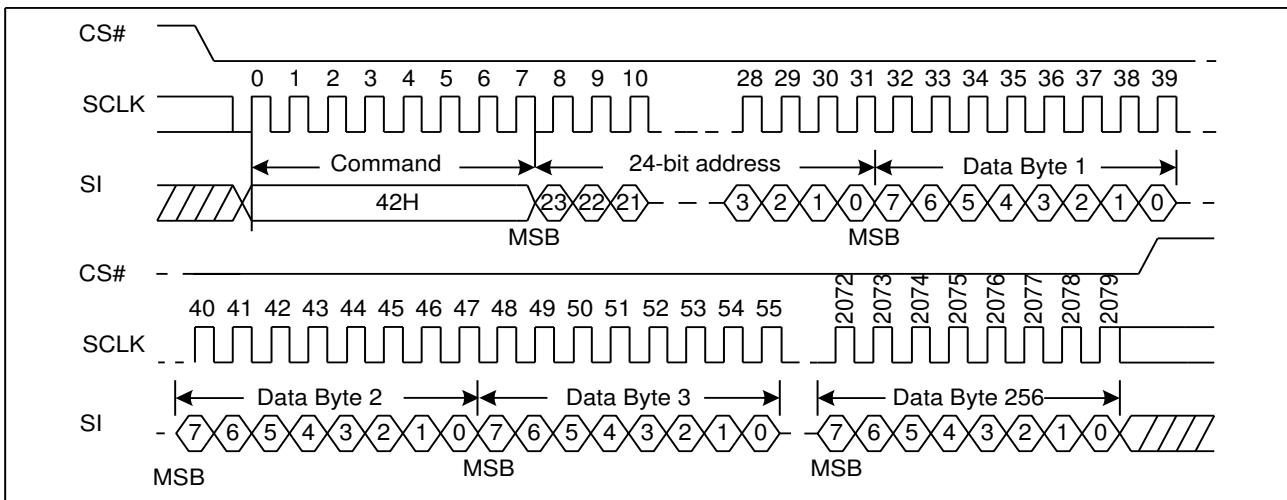 CS#
0 1 2 3 4 5 6 7 8 9 10 28 29 30 31 32 33 34 35 36 37 38 39
SCLK
Command 24-bit address Data Byte 1
SI
42H 23 22 21 3 2 1 0 7 6 5 4 3 2 1 0
MSB MSB
CS#
40 41 42 43 44 45 46 47 48 49 50 51 52 53 54 55 2072 2073 2074 2075 2076 2077 2078 2079
SCLK
Data Byte 2 Data Byte 3 Data Byte 256
SI
7 6 5 4 3 2 1 0 7 6 5 4 3 2 1 0 7 6 5 4 3 2 1 0
MSB MSB MSB